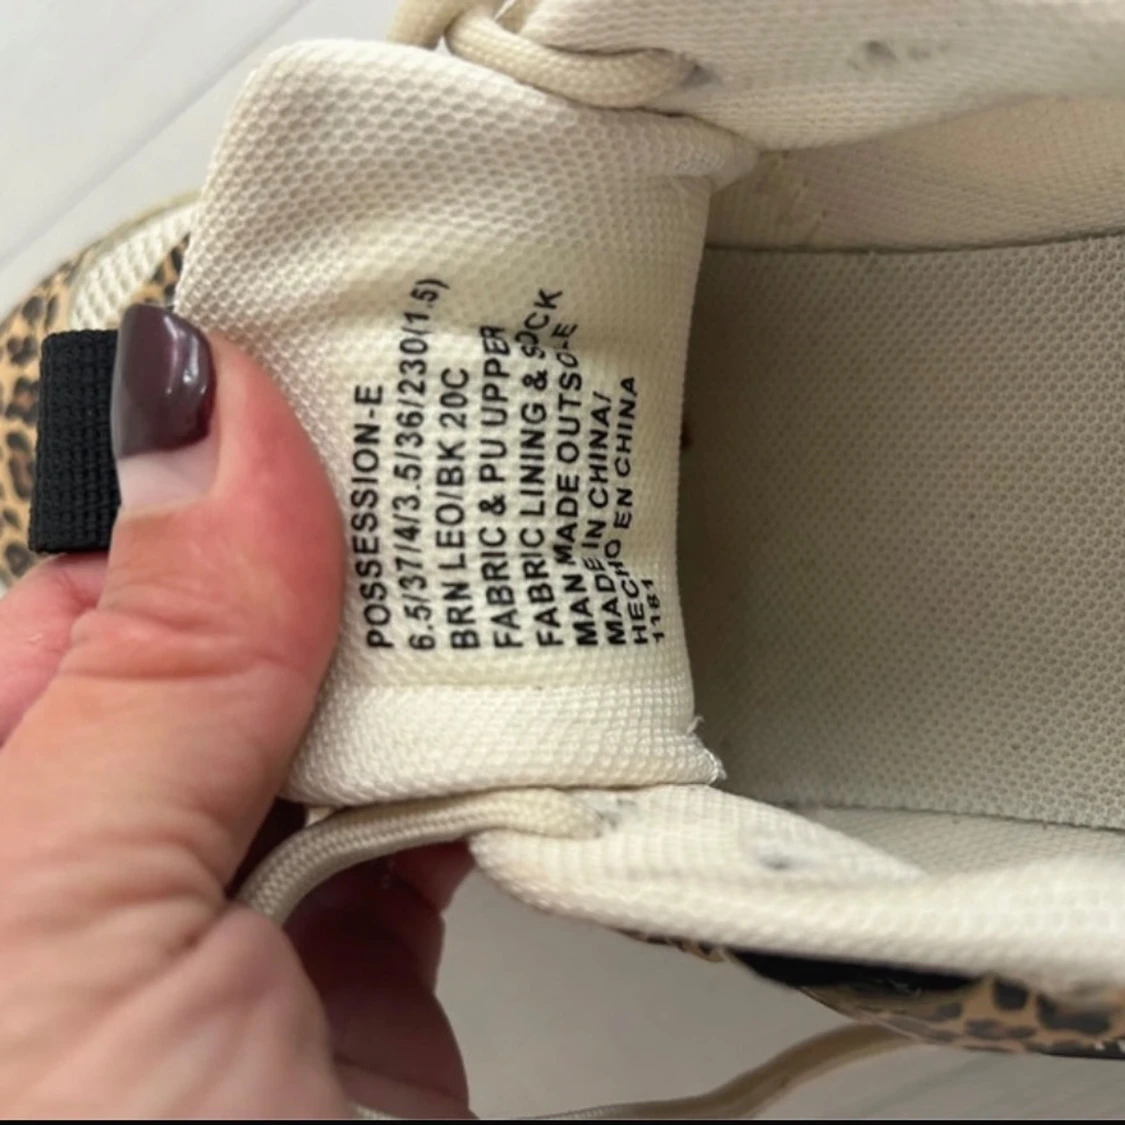 POSSESSION-E
6.5/37/4/3.5/36/230(1.5)
BRN LEO/BK 20C
FABRIC & PU UPPER
FABRIC LINING & SOCK
MAN MADE OUTSOLE
MADE IN CHINA/
HECHO EN CHINA
1181